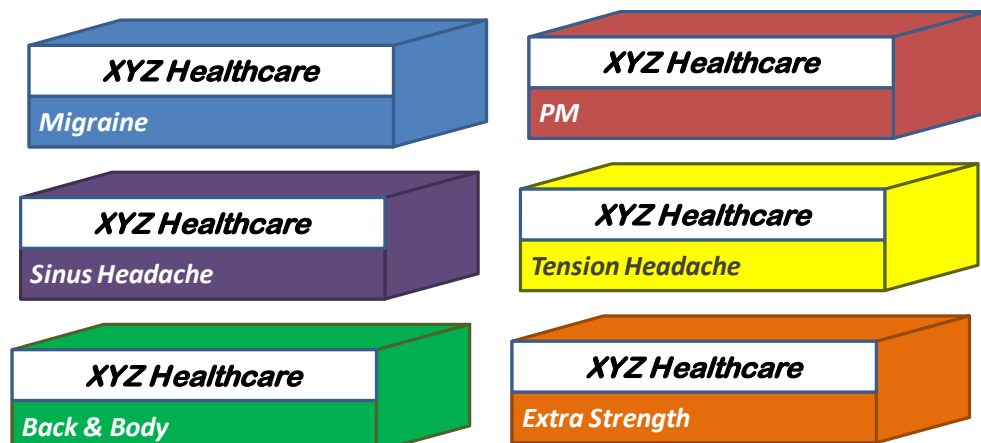 XYZ Healthcare
Migraine
XYZ Healthcare
PM
XYZ Healthcare
Sinus Headache
XYZ Healthcare
Tension Headache
XYZ Healthcare
Back & Body
XYZ Healthcare
Extra Strength